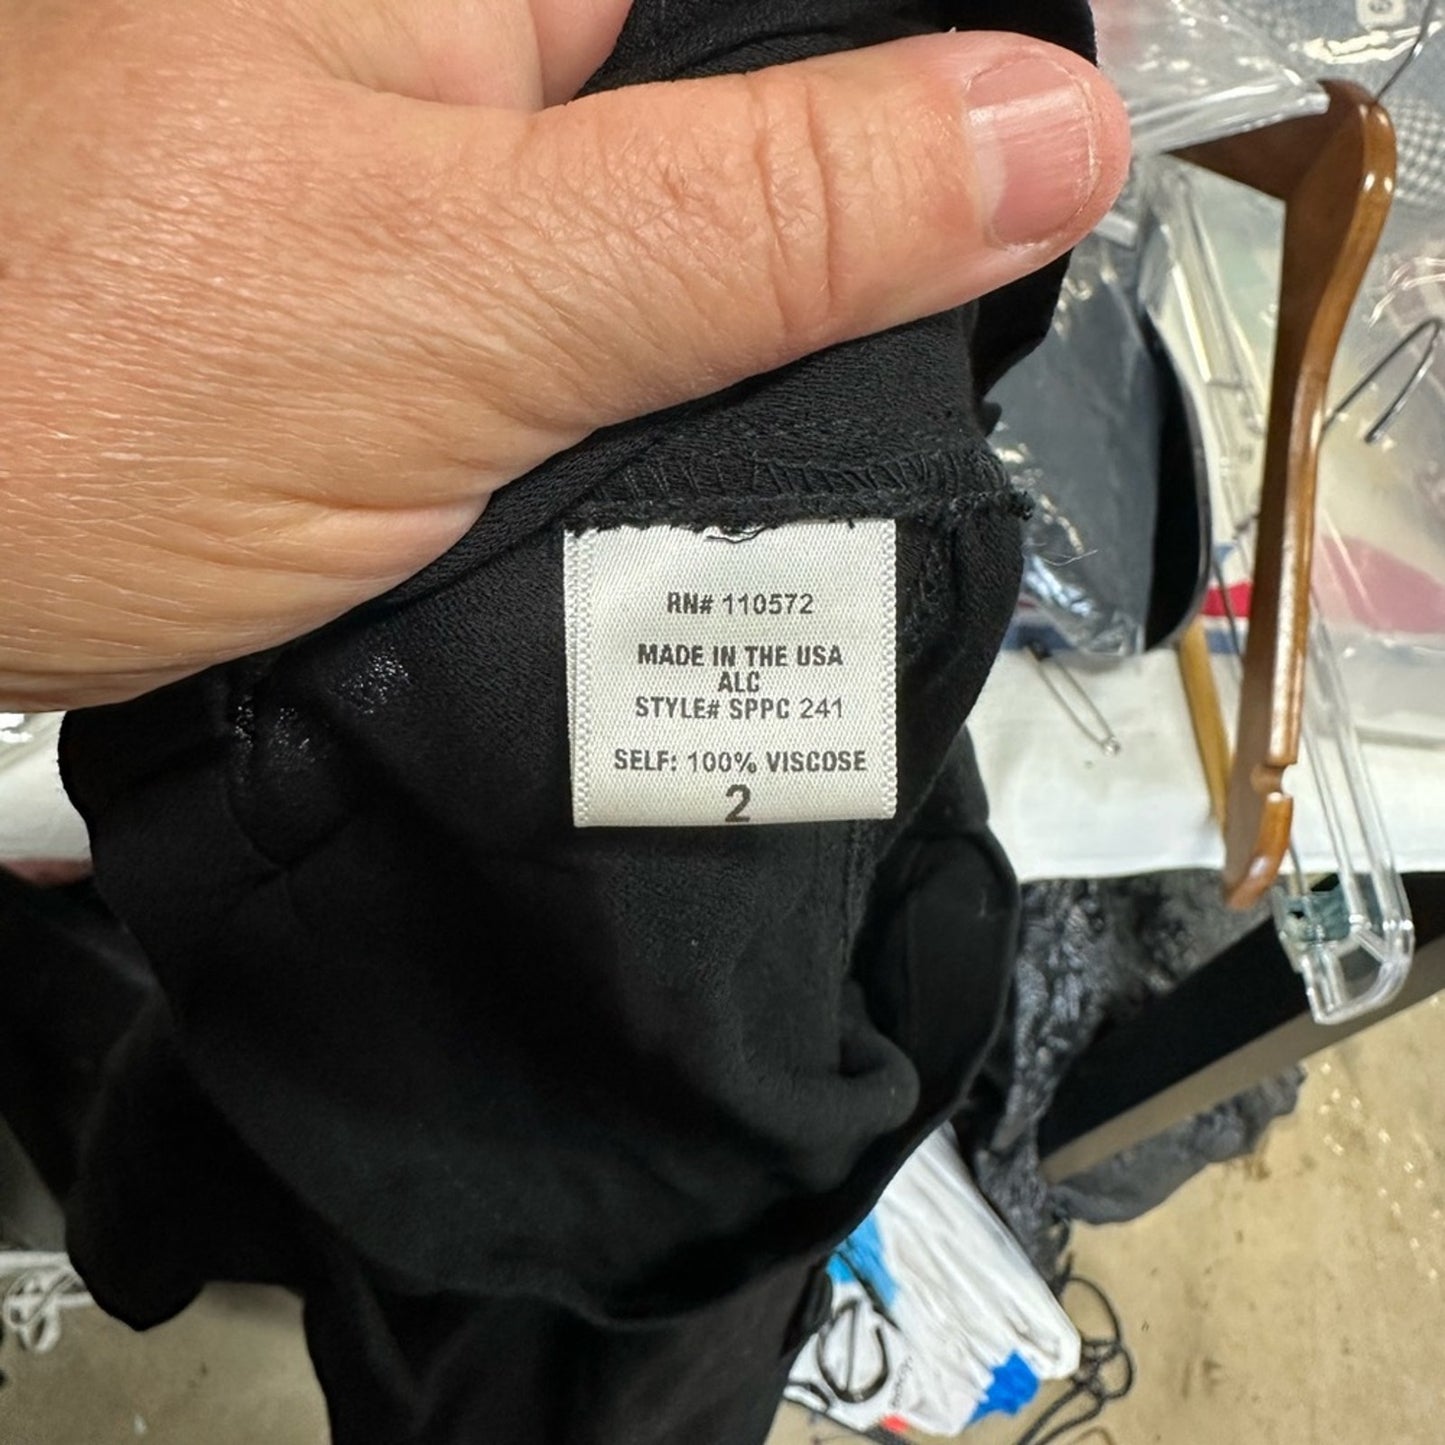 RN# 110572
MADE IN THE USA
ALC
STYLE# SPPC 241
SELF: 100% VISCOSE
2